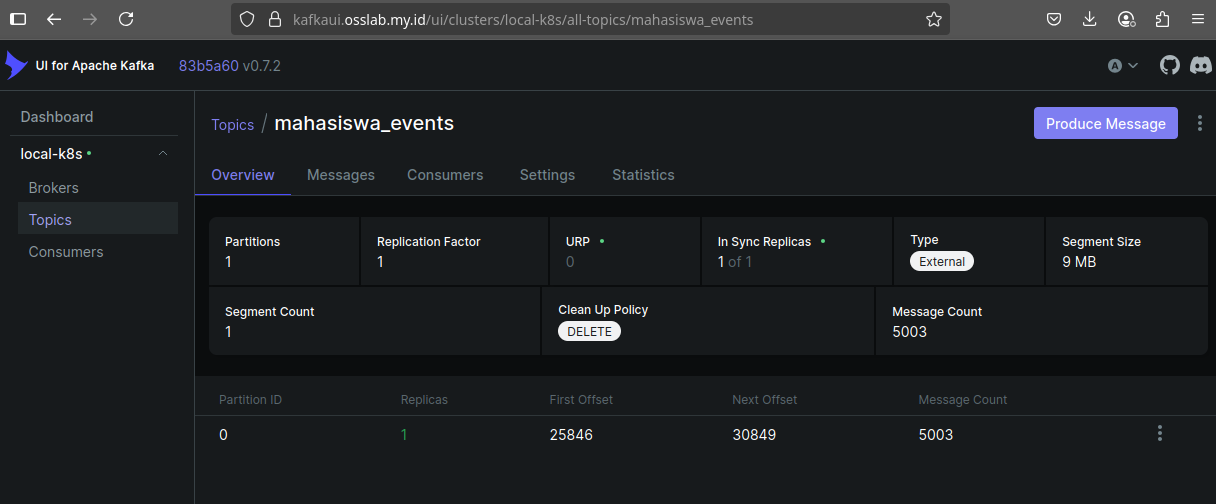 kafkaui.osslab.my.id/ui/clusters/local-k8s/all-topics/mahasiswa_events
UI for Apache Kafka 83b5a60 v0.7.2
A
Dashboard
local-k8s
Brokers
Topics
Consumers
Topics / mahasiswa_events
Produce Message
Overview Messages Consumers Settings Statistics
Partitions Replication Factor URP In Sync Replicas Type Segment Size
1 1 0 1 of 1 External 9 MB
Segment Count Clean Up Policy Message Count
1 DELETE 5003
Partition ID Replicas First Offset Next Offset Message Count
0 1 25846 30849 5003